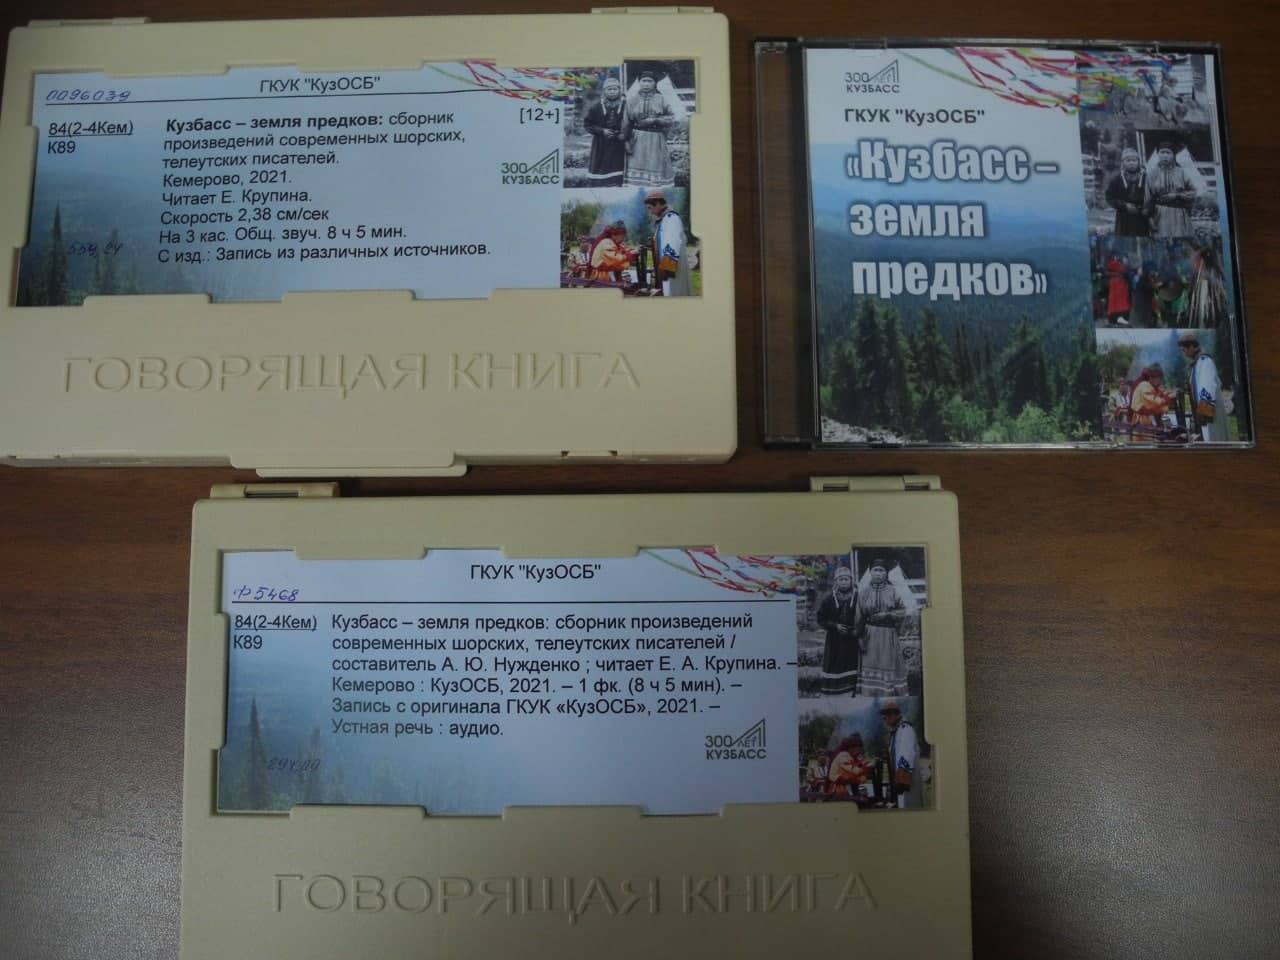 0096039
ГКУК "КузОСБ"
84(2-4Кем)
К89
Кузбасс – земля предков: сборник [12+]
произведений современных шорских,
телеутских писателей.
Кемерово, 2021.
Читает Е. Крупина.
Скорость 2,38 см/сек
На 3 кас. Общ. звуч. 8 ч 5 мин.
С изд.: Запись из различных источников.
300 ЛЕТ
КУЗБАСС
ГОВОРЯЩАЯ КНИГА
300 ЛЕТ
КУЗБАСС
ГКУК "КузОСБ"
«Кузбасс –
земля
предков»
ГКУК "КузОСБ"
ф5468
84(2-4Кем)
К89
Кузбасс – земля предков: сборник произведений
современных шорских, телеутских писателей /
составитель А. Ю. Нужденко ; читает Е. А. Крупина. –
Кемерово : КузОСБ, 2021. – 1 фк. (8 ч 5 мин). –
Запись с оригинала ГКУК «КузОСБ», 2021. –
Устная речь : аудио.
300 ЛЕТ
КУЗБАСС
ГОВОРЯЩАЯ КНИГА